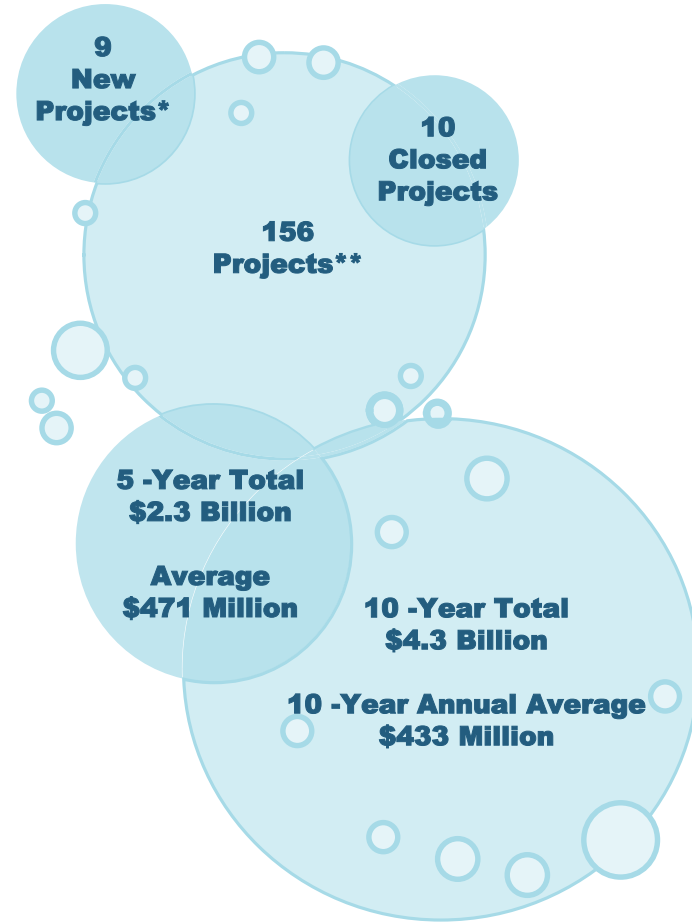 9
New
Projects*
10
Closed
Projects
156
Projects**
5 -Year Total
$2.3 Billion
Average
$471 Million
10 -Year Total
$4.3 Billion
10 -Year Annual Average
$433 Million